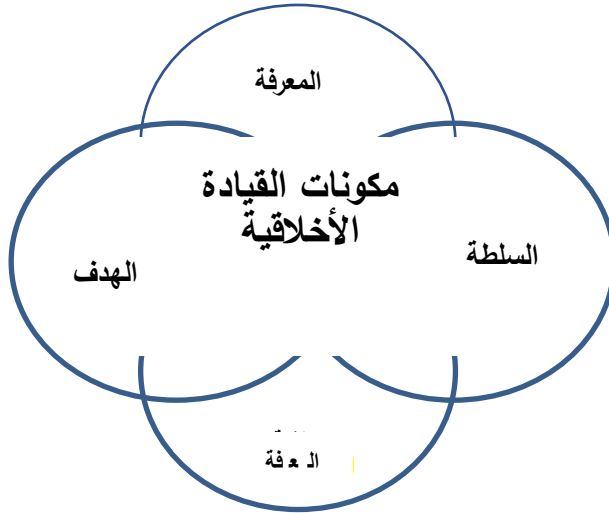 المعرفة
مكونات القيادة
الأخلاقية
السلطة
الهدف